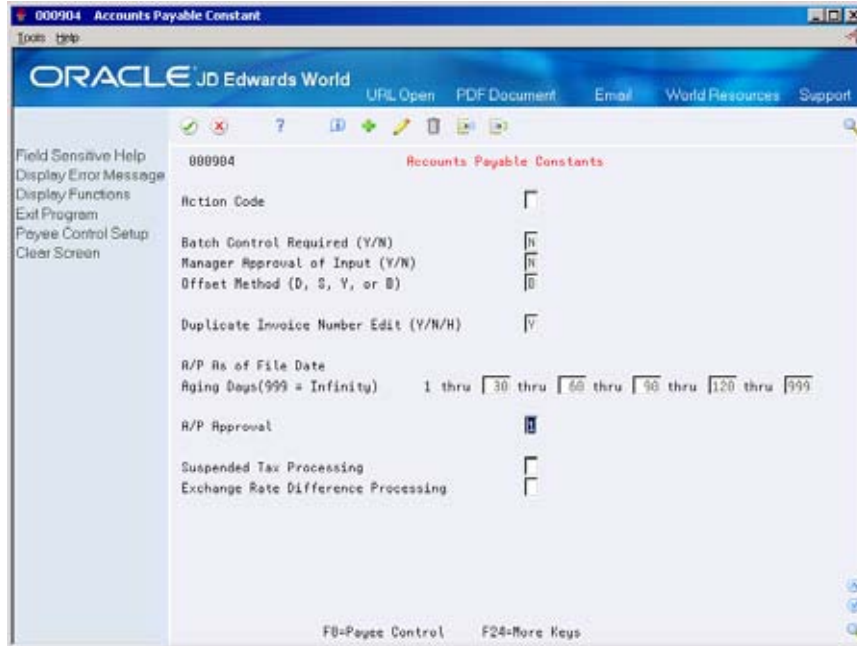 000904 Accounts Payable Constant
Tools Help
ORACLE JD Edwards World
URL Open PDF Document Email World Resources Support
Field Sensitive Help
Display Error Message
Display Functions
Exit Program
Payee Control Setup
Clear Screen
000904 Accounts Payable Constants
Action Code
Batch Control Required (Y/N) N
Manager Approval of Input (Y/N) N
Offset Method (D, S, Y, or B)
Duplicate Invoice Number Edit (Y/N/H) Y
A/P As of File Date
Aging Days(999 = Infinity) 1 thru 30 thru 60 thru 90 thru 120 thru 999
A/P Approval 1
Suspended Tax Processing
Exchange Rate Difference Processing
F8=Payee Control F24=More Keys